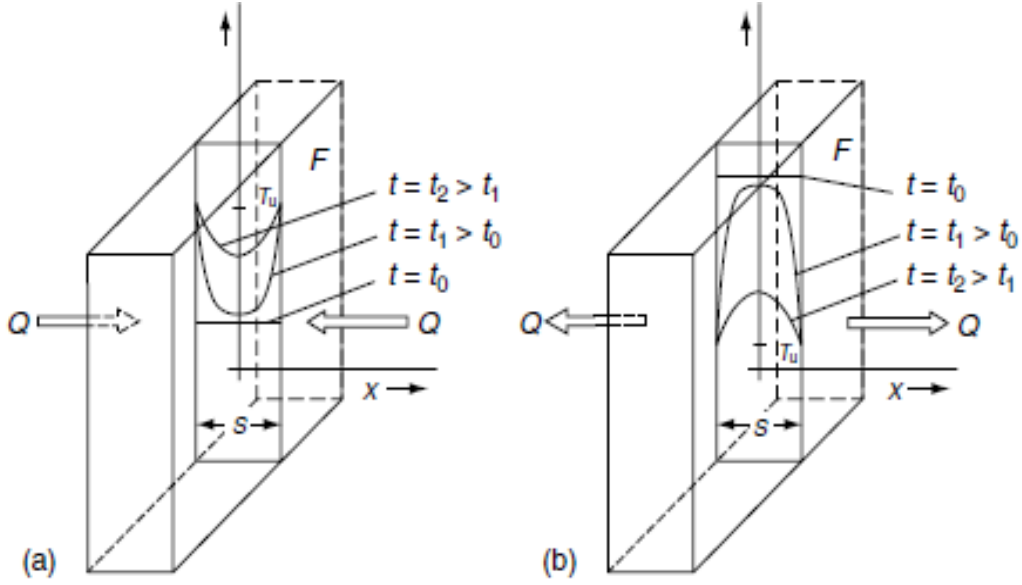 F
T_u
t = t_2 > t_1
t = t_1 > t_0
t = t_0
Q
Q
x
s
(a)
F
t = t_0
t = t_1 > t_0
t = t_2 > t_1
Q
Q
T_u
x
s
(b)